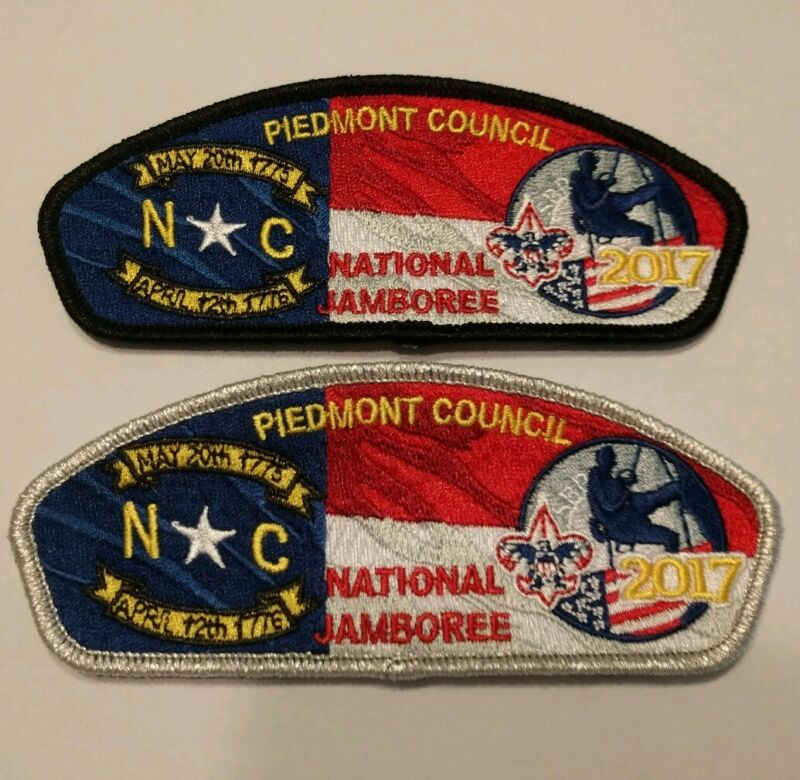 PIEDMONT COUNCIL
MAY 20th 1775
N C
APRIL 12th 1776
NATIONAL
JAMBOREE
2017
PIEDMONT COUNCIL
MAY 20th 1775
N C
APRIL 12th 1776
NATIONAL
JAMBOREE
2017